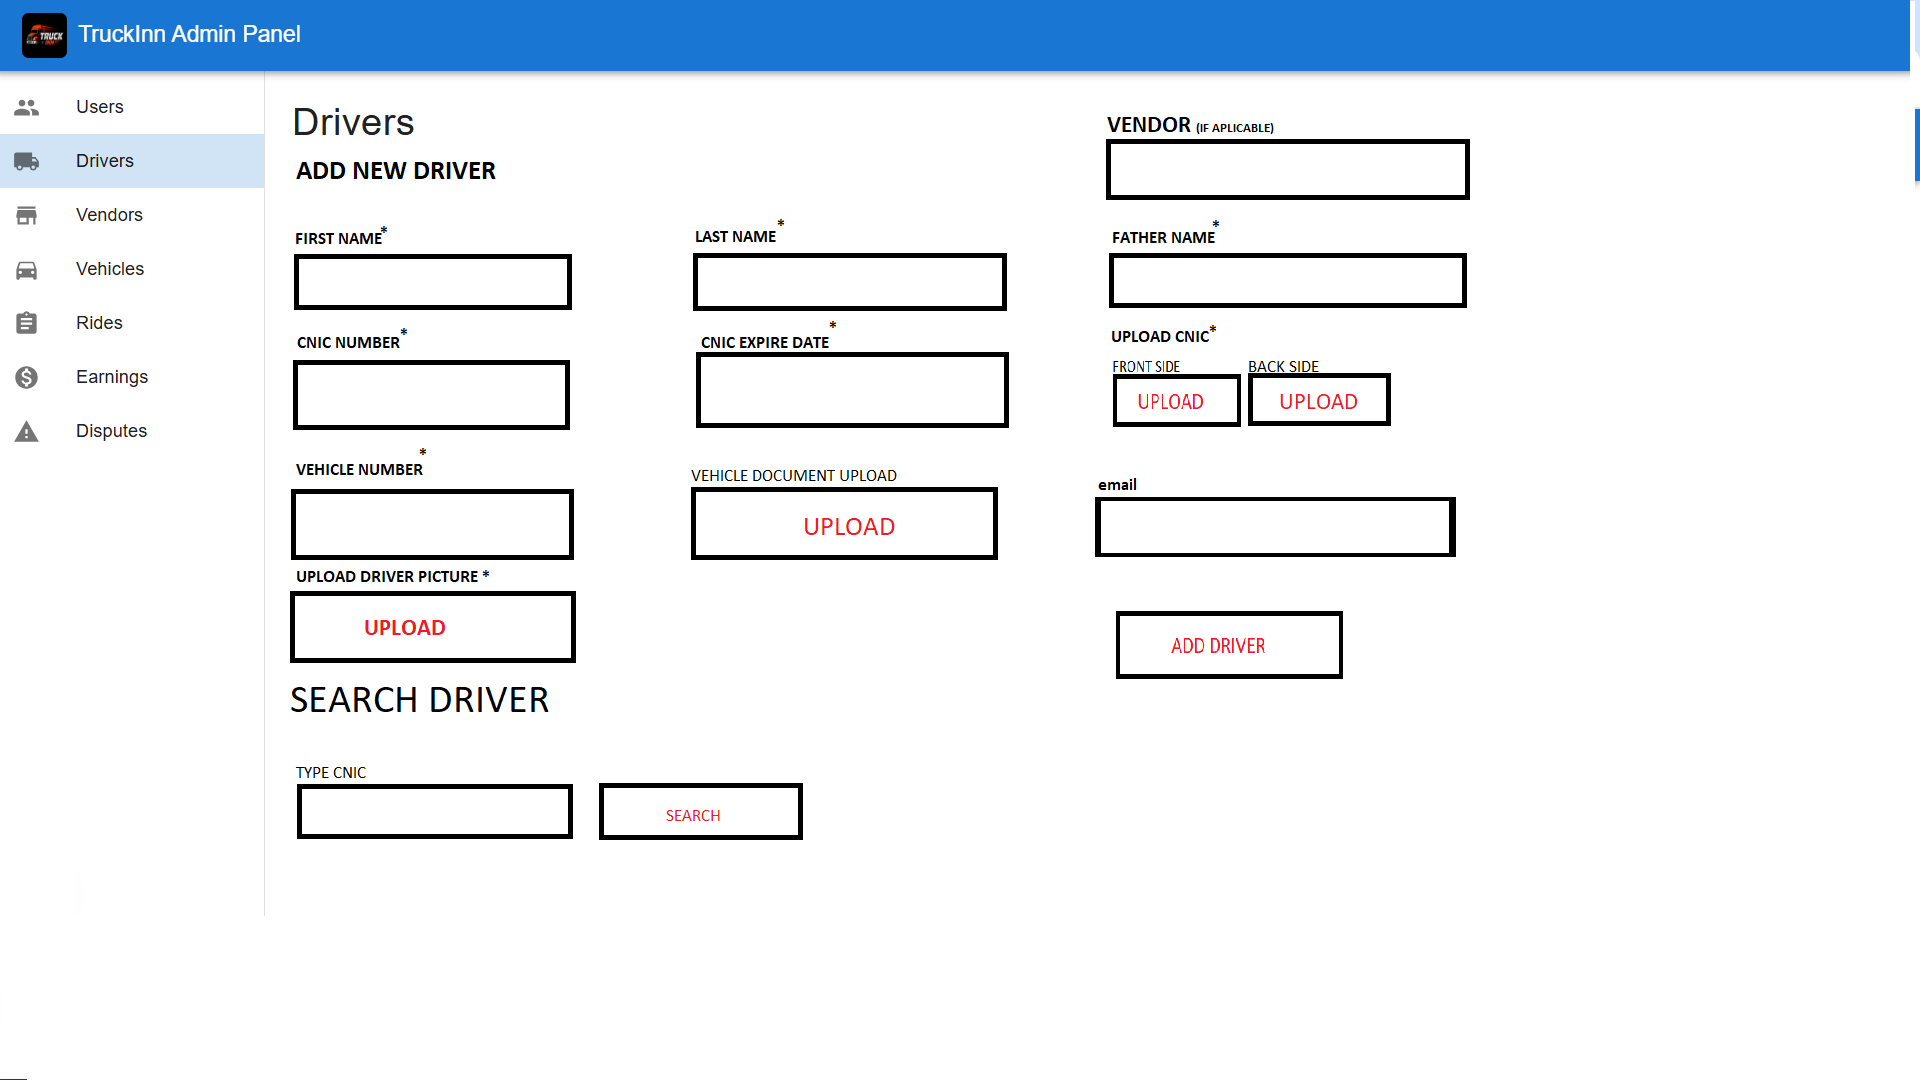 TRUCK INN
TruckInn Admin Panel
Users
Drivers
Vendors
Vehicles
Rides
Earnings
Disputes
Drivers
VENDOR (IF APLICABLE)
ADD NEW DRIVER
FIRST NAME*
LAST NAME*
FATHER NAME*
CNIC NUMBER*
CNIC EXPIRE DATE*
UPLOAD CNIC*
FRONT SIDE BACK SIDE
UPLOAD UPLOAD
VEHICLE NUMBER*
VEHICLE DOCUMENT UPLOAD
email
UPLOAD
UPLOAD DRIVER PICTURE *
UPLOAD
ADD DRIVER
SEARCH DRIVER
TYPE CNIC
SEARCH